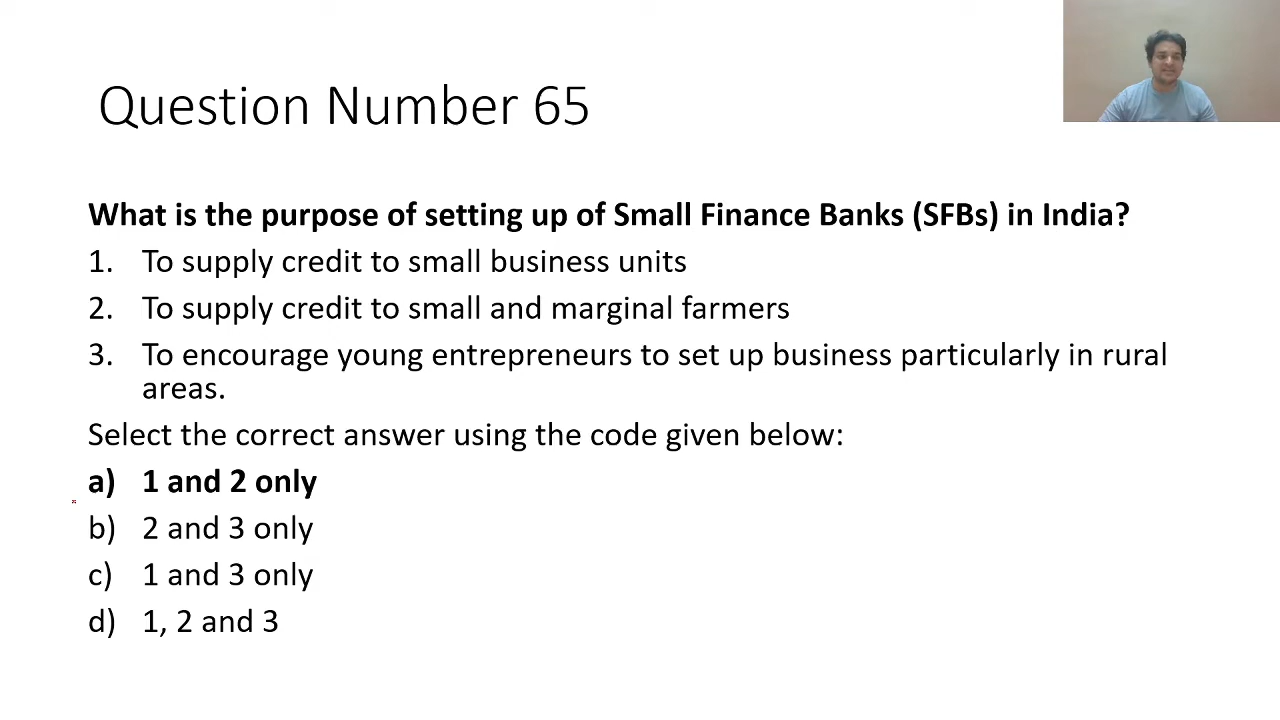 Question Number 65
What is the purpose of setting up of Small Finance Banks (SFBs) in India?
1. To supply credit to small business units
2. To supply credit to small and marginal farmers
3. To encourage young entrepreneurs to set up business particularly in rural
areas.
Select the correct answer using the code given below:
a) 1 and 2 only
b) 2 and 3 only
c) 1 and 3 only
d) 1, 2 and 3